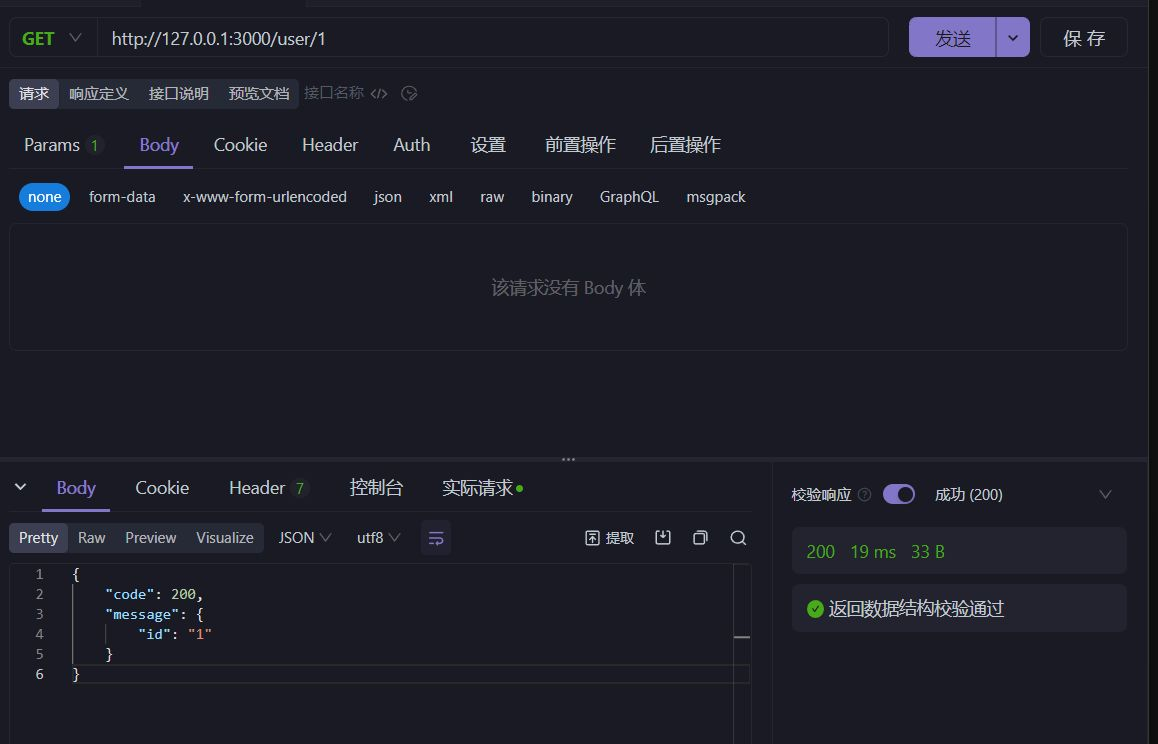 GET http://127.0.0.1:3000/user/1 发送 保存
请求 响应定义 接口说明 预览文档 接口名称 </>
Params 1 Body Cookie Header Auth 设置 前置操作 后置操作
none form-data x-www-form-urlencoded json xml raw binary GraphQL msgpack
该请求没有 Body 体
Body Cookie Header 7 控制台 实际请求
Pretty Raw Preview Visualize JSON utf8 提取
1 {
2 "code": 200,
3 "message": {
4 "id": "1"
5 }
6 }
校验响应 ? 成功 (200)
200 19 ms 33 B
返回数据结构校验通过